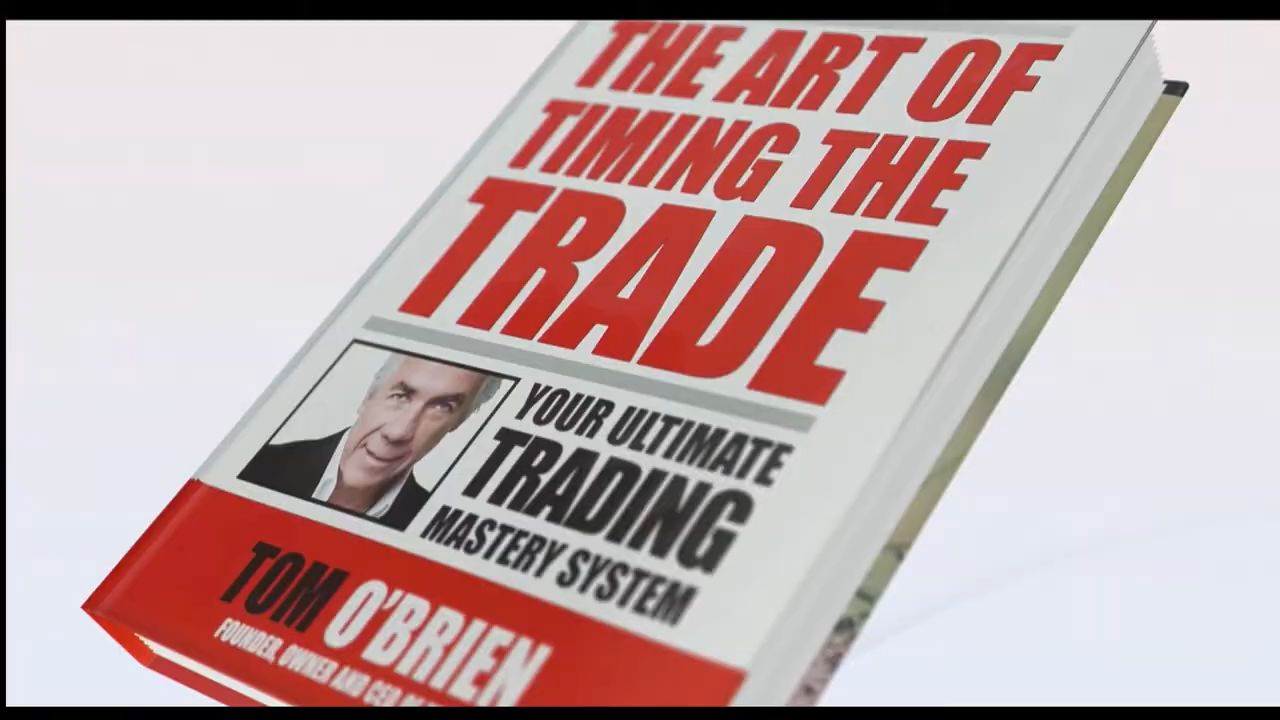 THE ART OF
TIMING THE
TRADE
YOUR ULTIMATE
TRADING
MASTERY SYSTEM
TOM O'BRIEN
FOUNDER, OWNER AND CEO